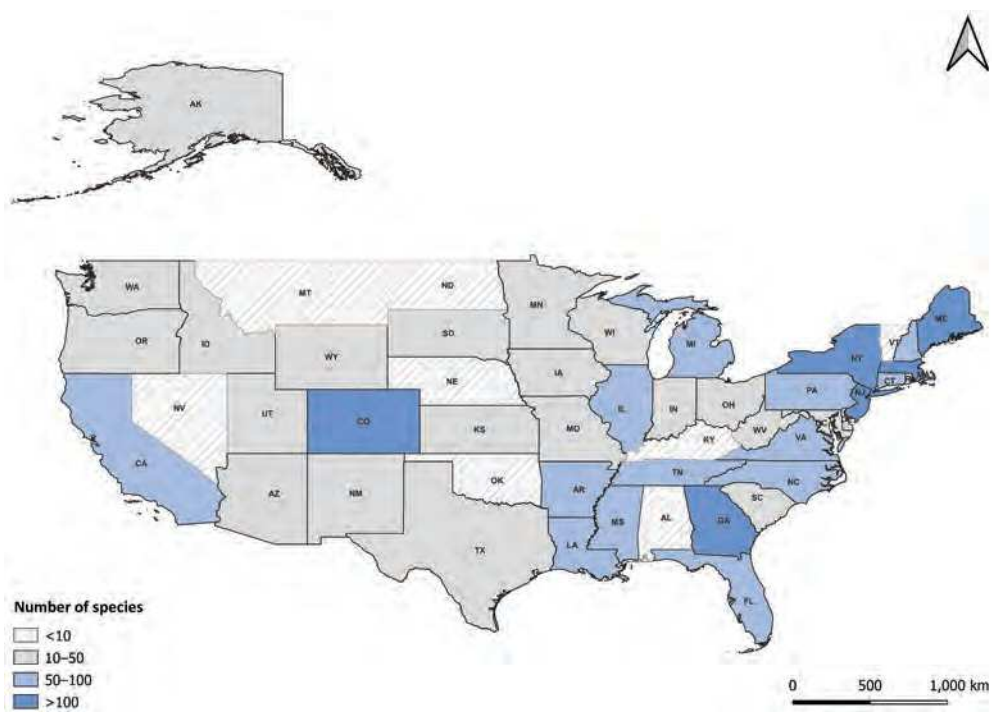 AK
WA
MT
ND
MN
OR
ID
SD
WI
MI
ME
VT
NY
WY
IA
NE
PA
CT
NJ
NV
UT
CO
IL
IN
OH
KS
MO
WV
KY
VA
CA
OK
TN
NC
AZ
NM
AR
SC
MS
AL
GA
TX
LA
FL
Number of species
<10
10–50
50–100
>100
0 500 1,000 km